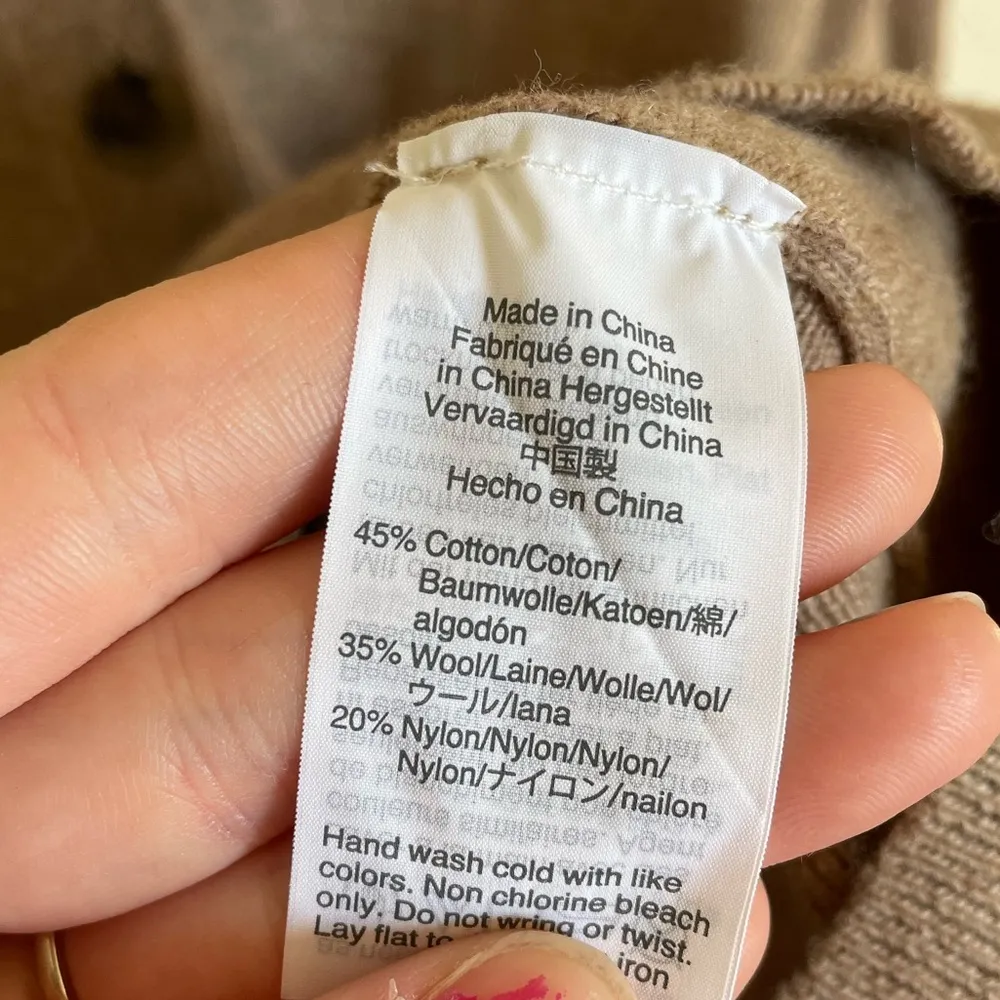 Made in China
Fabriqué en Chine
in China Hergestellt
Vervaardigd in China
中国製
Hecho en China
45% Cotton/Coton/
Baumwolle/Katoen/綿/
algodón
35% Wool/Laine/Wolle/Wol/
ウール/lana
20% Nylon/Nylon/Nylon/
Nylon/ナイロン/nailon
Hand wash cold with like
colors. Non chlorine bleach
only. Do not wring or twist.
Lay flat iron